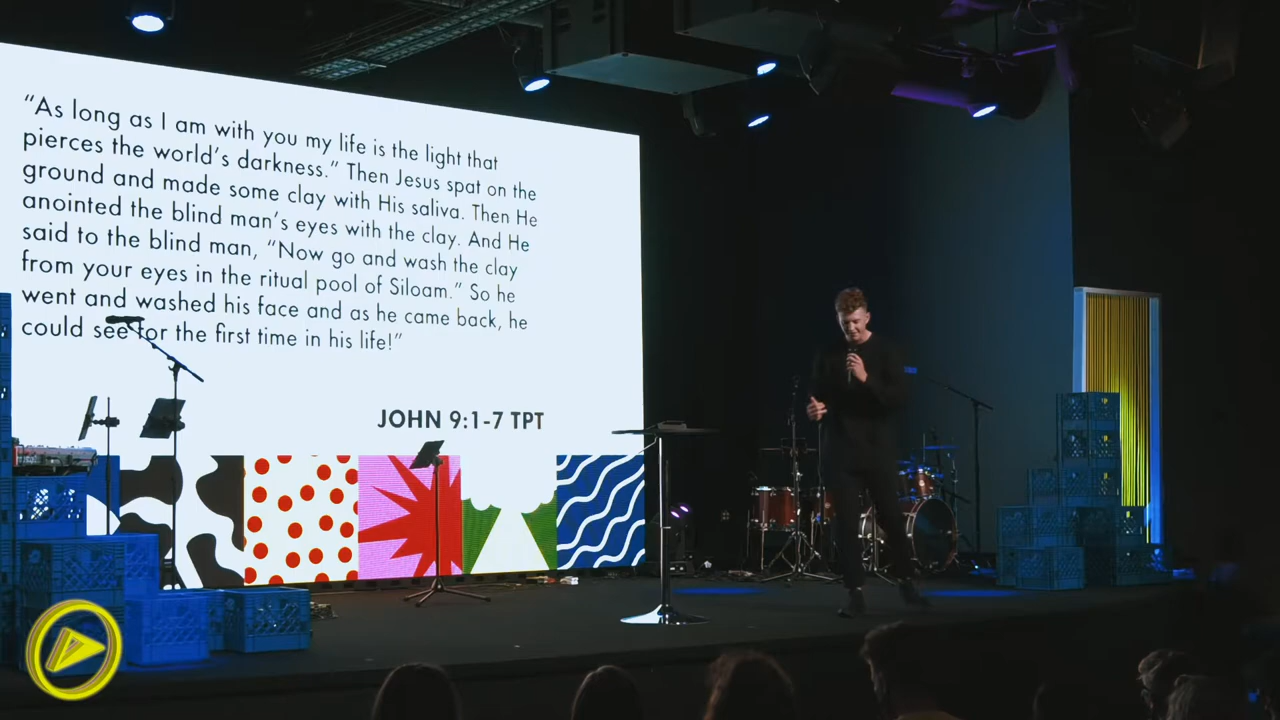 “As long as I am with you my life is the light that
pierces the world’s darkness.” Then Jesus spat on the
ground and made some clay with His saliva. Then He
anointed the blind man’s eyes with the clay. And He
said to the blind man, “Now go and wash the clay
from your eyes in the ritual pool of Siloam.” So he
went and washed his face and as he came back, he
could see for the first time in his life!”
JOHN 9:1-7 TPT